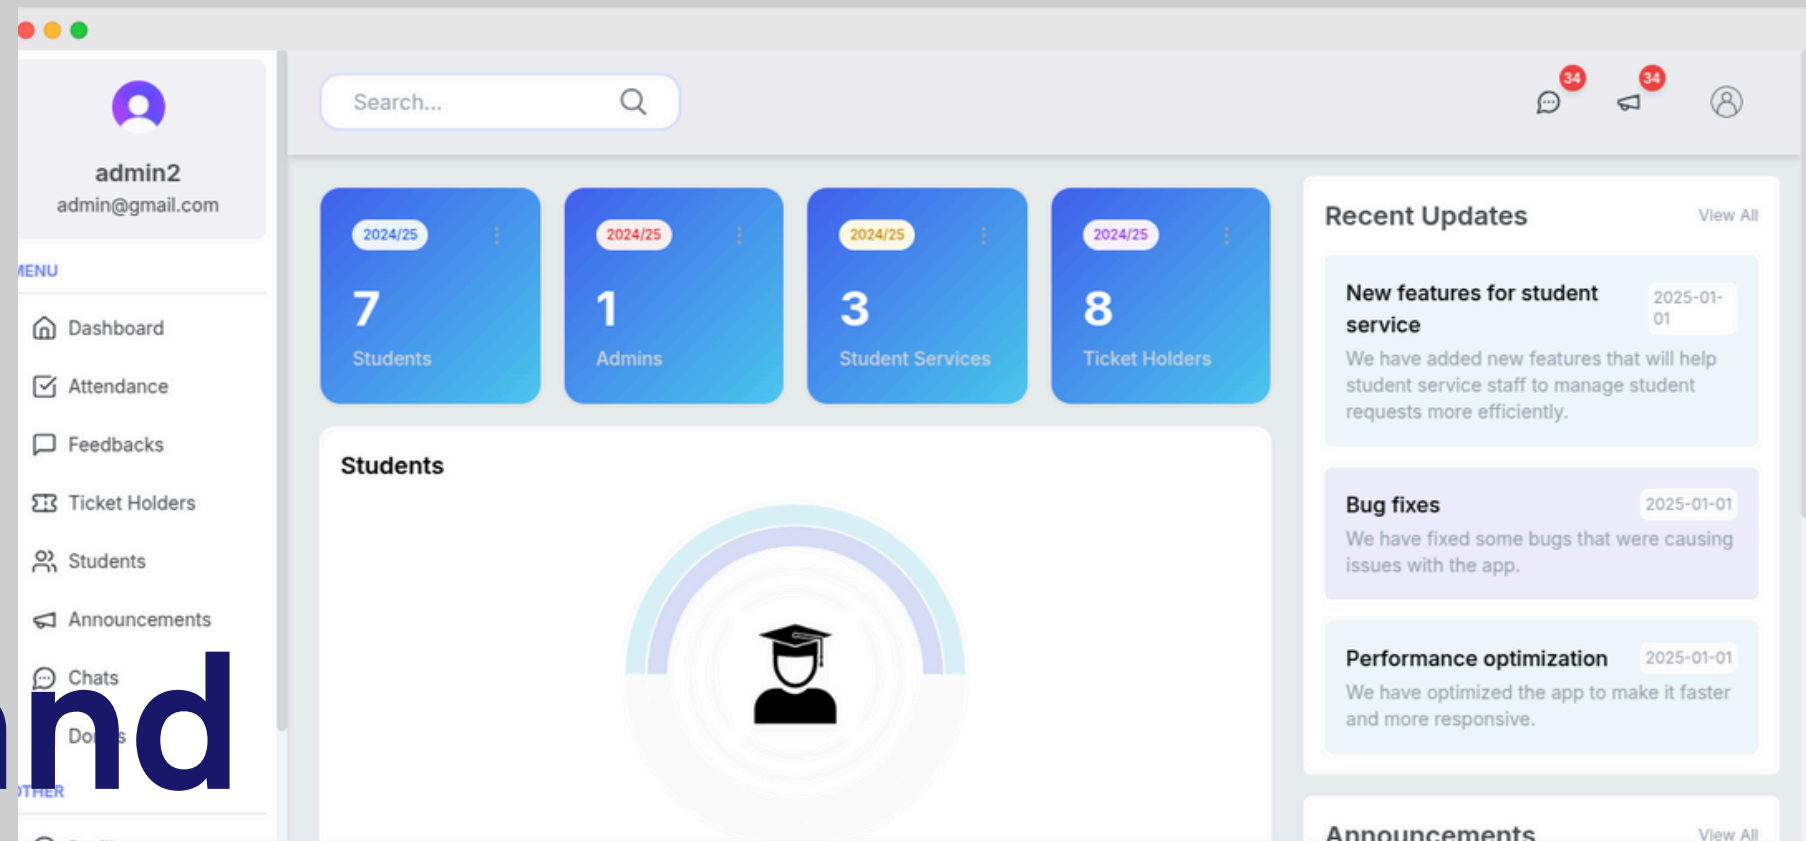 admin2
admin@gmail.com
MENU
Dashboard
Attendance
Feedbacks
Ticket Holders
Students
Announcements
Chats
nd
OTHER
Search...
34
34
2024/25
7
Students
2024/25
1
Admins
2024/25
3
Student Services
2024/25
8
Ticket Holders
Students
Recent Updates
View All
New features for student
service
2025-01-
01
We have added new features that will help
student service staff to manage student
requests more efficiently.
Bug fixes
2025-01-01
We have fixed some bugs that were causing
issues with the app.
Performance optimization
2025-01-01
We have optimized the app to make it faster
and more responsive.
Announcements
View All